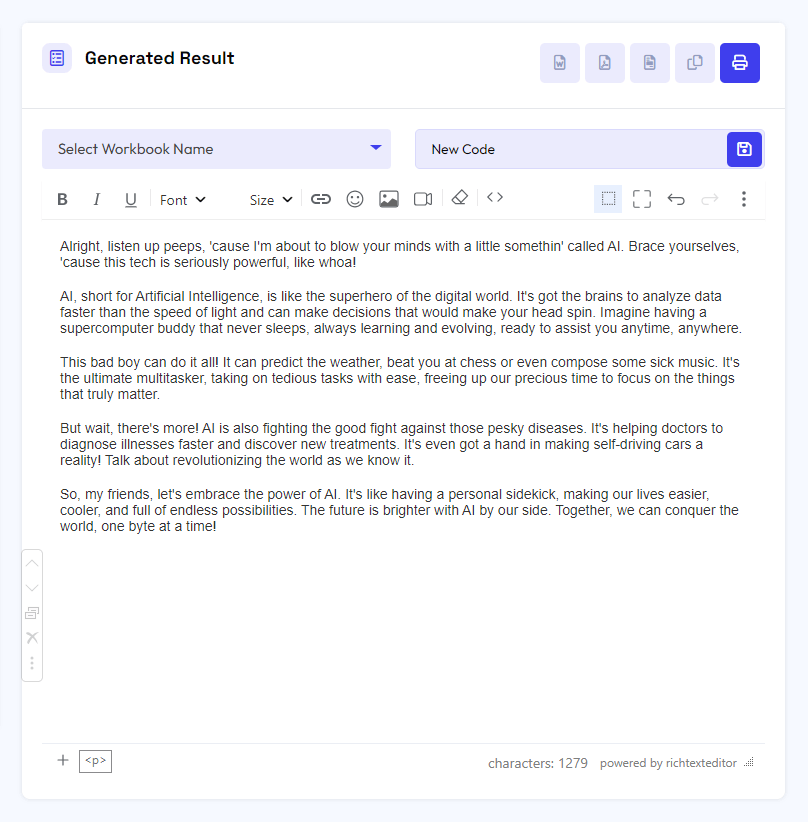 Generated Result
Select Workbook Name
New Code
B I U Font Size
Alright, listen up peeps, 'cause I'm about to blow your minds with a little somethin' called AI. Brace yourselves,
'cause this tech is seriously powerful, like whoa!
AI, short for Artificial Intelligence, is like the superhero of the digital world. It's got the brains to analyze data
faster than the speed of light and can make decisions that would make your head spin. Imagine having a
supercomputer buddy that never sleeps, always learning and evolving, ready to assist you anytime, anywhere.
This bad boy can do it all! It can predict the weather, beat you at chess or even compose some sick music. It's
the ultimate multitasker, taking on tedious tasks with ease, freeing up our precious time to focus on the things
that truly matter.
But wait, there's more! AI is also fighting the good fight against those pesky diseases. It's helping doctors to
diagnose illnesses faster and discover new treatments. It's even got a hand in making self-driving cars a
reality! Talk about revolutionizing the world as we know it.
So, my friends, let's embrace the power of AI. It's like having a personal sidekick, making our lives easier,
cooler, and full of endless possibilities. The future is brighter with AI by our side. Together, we can conquer the
world, one byte at a time!
+ <p> characters: 1279 powered by richtexteditor